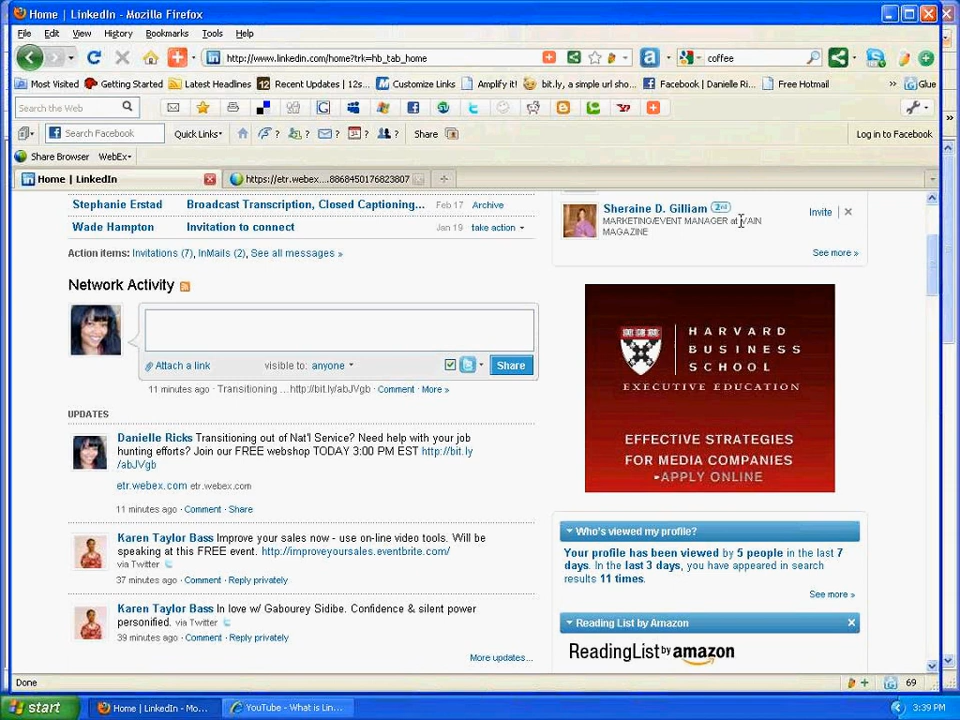 Home | LinkedIn - Mozilla Firefox
File Edit View History Bookmarks Tools Help
http://www.linkedin.com/home?trk=hb_tab_home
coffee
Most Visited Getting Started Latest Headlines Recent Updates | 12s... Customize Links Amplify it! bit.ly, a simple url sho... Facebook | Danielle Ri... Free Hotmail » Glue
Search the Web
Search Facebook Quick Links ? ? ? ? ? Share Log in to Facebook
Share Browser WebEx
Home | LinkedIn https://etr.webex....8868450176823807
Stephanie Erstad Broadcast Transcription, Closed Captioning... Feb 17 Archive
Wade Hampton Invitation to connect Jan 19 take action
Action items: Invitations (7), InMails (2), See all messages »
Network Activity
Attach a link visible to: anyone Share
11 minutes ago · Transitioning ...http://bit.ly/abJVgb · Comment · More »
UPDATES
Danielle Ricks Transitioning out of Nat'l Service? Need help with your job
hunting efforts? Join our FREE webshop TODAY 3:00 PM EST http://bit.ly
/abJVgb
etr.webex.com etr.webex.com
11 minutes ago · Comment · Share
Karen Taylor Bass Improve your sales now - use on-line video tools. Will be
speaking at this FREE event. http://improveyoursales.eventbrite.com/
via Twitter
37 minutes ago · Comment · Reply privately
Karen Taylor Bass In love w/ Gabourey Sidibe. Confidence & silent power
personified. via Twitter
39 minutes ago · Comment · Reply privately
More updates...
Sheraine D. Gilliam 2nd Invite
MARKETING/EVENT MANAGER at VAIN
MAGAZINE
See more »
HARVARD
BUSINESS
SCHOOL
EXECUTIVE EDUCATION
EFFECTIVE STRATEGIES
FOR MEDIA COMPANIES
APPLY ONLINE
Who's viewed my profile?
Your profile has been viewed by 5 people in the last 7
days. In the last 3 days, you have appeared in search
results 11 times.
See more »
Reading List by Amazon
ReadingList by amazon
Done 69
start Home | LinkedIn - Mo... YouTube - What is Lin... 3:39 PM